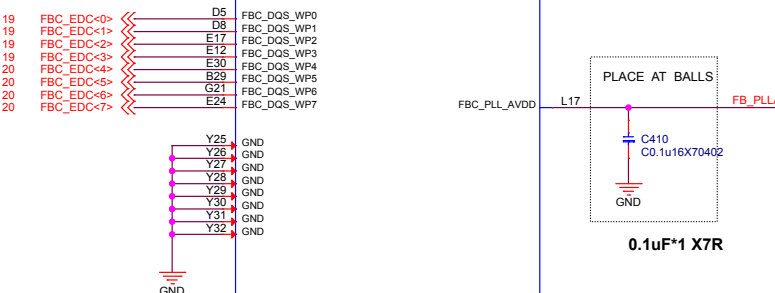 19 FBC_EDC<0> D5 FBC_DQS_WP0
19 FBC_EDC<1> D8 FBC_DQS_WP1
19 FBC_EDC<2> E17 FBC_DQS_WP2
19 FBC_EDC<3> E12 FBC_DQS_WP3
20 FBC_EDC<4> E30 FBC_DQS_WP4
20 FBC_EDC<5> B29 FBC_DQS_WP5
20 FBC_EDC<6> G21 FBC_DQS_WP6
20 FBC_EDC<7> E24 FBC_DQS_WP7
PLACE AT BALLS
FBC_PLL_AVDD L17 FB_PLLA
C410
C0.1u16X70402
GND
0.1uF*1 X7R
Y25 GND
Y26 GND
Y27 GND
Y28 GND
Y29 GND
Y30 GND
Y31 GND
Y32 GND
GND